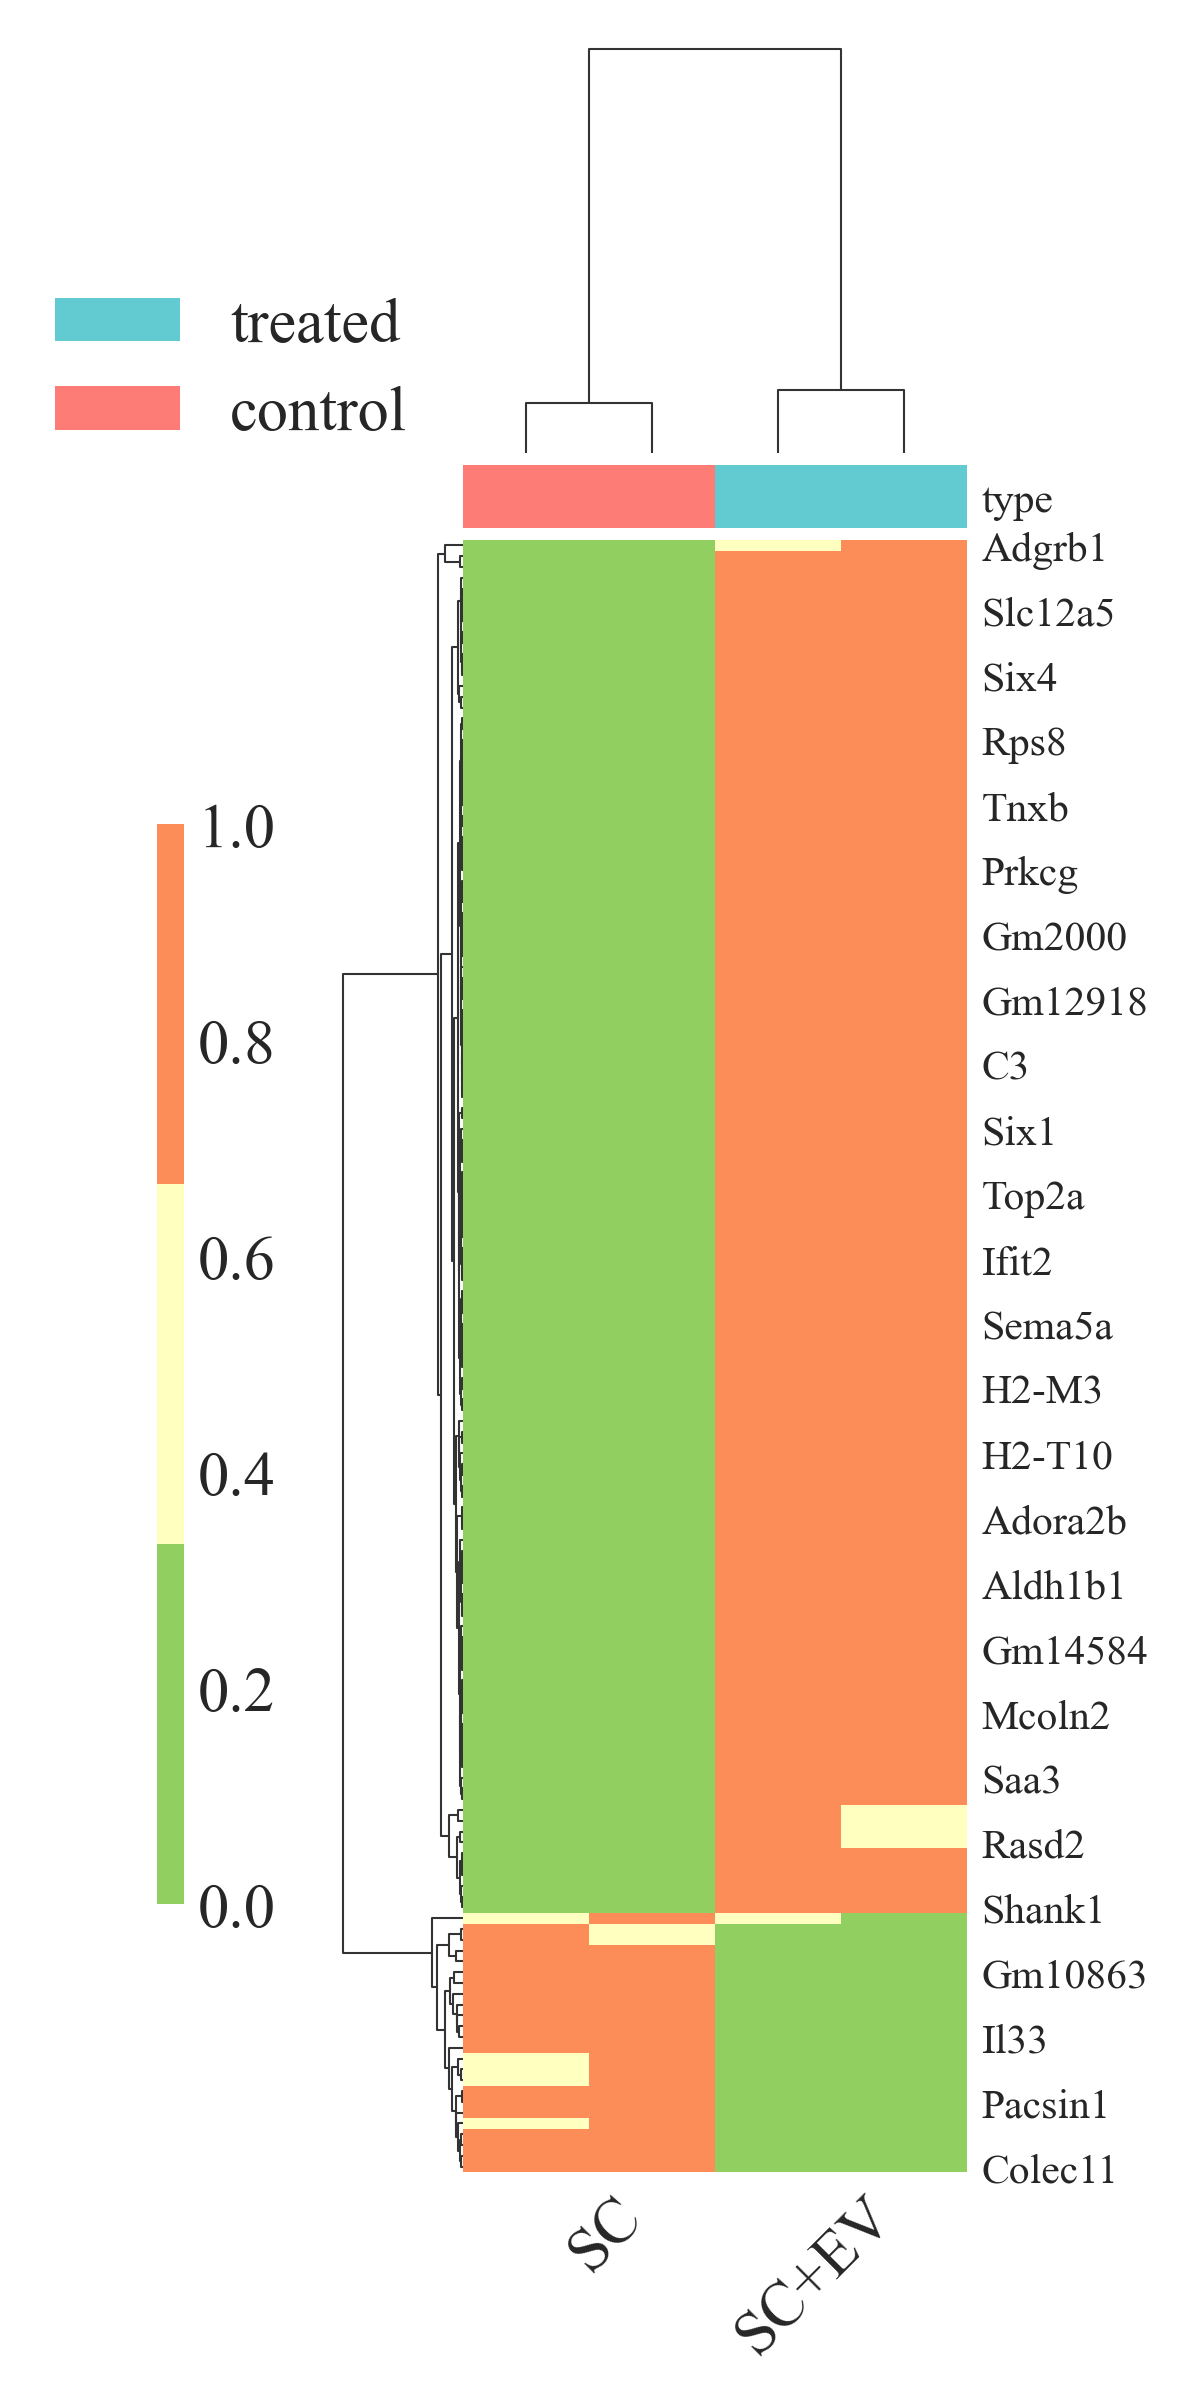 treated
control
type
Adgrb1
Slc12a5
Six4
Rps8
Tnxb
Prkcg
Gm2000
Gm12918
C3
Six1
Top2a
Ifit2
Sema5a
H2-M3
H2-T10
Adora2b
Aldh1b1
Gm14584
Mcoln2
Saa3
Rasd2
Shank1
Gm10863
Il33
Pacsin1
Colec11
1.0
0.8
0.6
0.4
0.2
0.0
SC
SC+EV